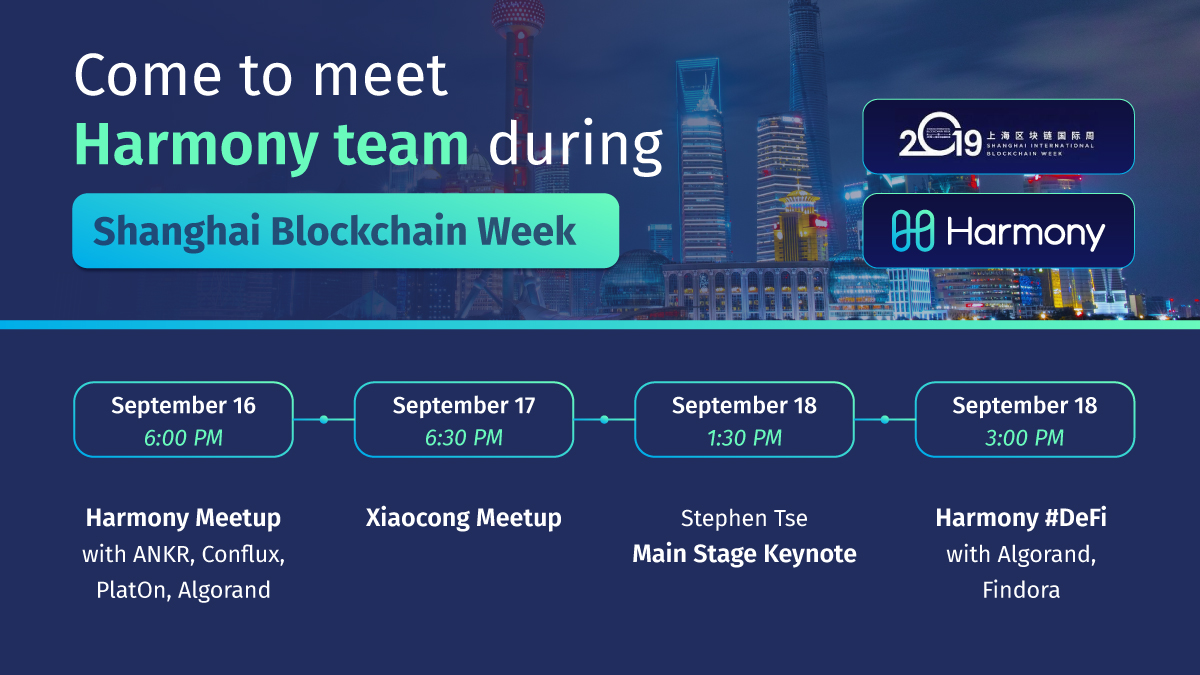 Come to meet
Harmony team during
Shanghai Blockchain Week
2019
上海区块链国际周
SHANGHAI INTERNATIONAL
BLOCKCHAIN WEEK
Harmony
September 16
6:00 PM
Harmony Meetup
with ANKR, Conflux,
PlatOn, Algorand
September 17
6:30 PM
Xiaocong Meetup
September 18
1:30 PM
Stephen Tse
Main Stage Keynote
September 18
3:00 PM
Harmony #DeFi
with Algorand,
Findora